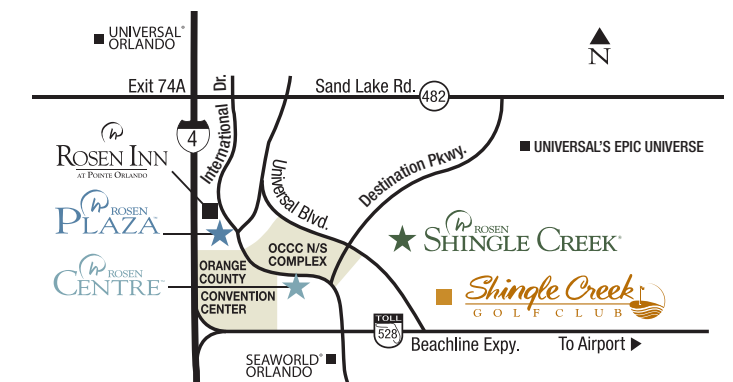 UNIVERSAL®
ORLANDO
N
Exit 74A
International Dr.
Sand Lake Rd.
482
4
ROSEN INN
AT POINTE ORLANDO
UNIVERSAL'S EPIC UNIVERSE
Destination Pkwy.
Universal Blvd.
ROSEN
PLAZA™
ROSEN
SHINGLE CREEK®
OCCC N/S
COMPLEX
ROSEN
CENTRE™
ORANGE
COUNTY
CONVENTION
CENTER
Shingle Creek
GOLF CLUB
TOLL
528
Beachline Expy.
To Airport
SEAWORLD®
ORLANDO